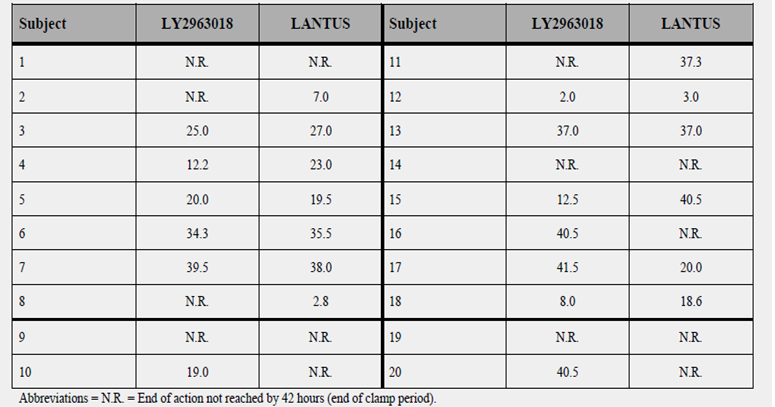 Subject LY2963018 LANTUS Subject LY2963018 LANTUS
1 N.R. N.R. 11 N.R. 37.3
2 N.R. 7.0 12 2.0 3.0
3 25.0 27.0 13 37.0 37.0
4 12.2 23.0 14 N.R. N.R.
5 20.0 19.5 15 12.5 40.5
6 34.3 35.5 16 40.5 N.R.
7 39.5 38.0 17 41.5 20.0
8 N.R. 2.8 18 8.0 18.6
9 N.R. N.R. 19 N.R. N.R.
10 19.0 N.R. 20 40.5 N.R.
Abbreviations = N.R. = End of action not reached by 42 hours (end of clamp period).